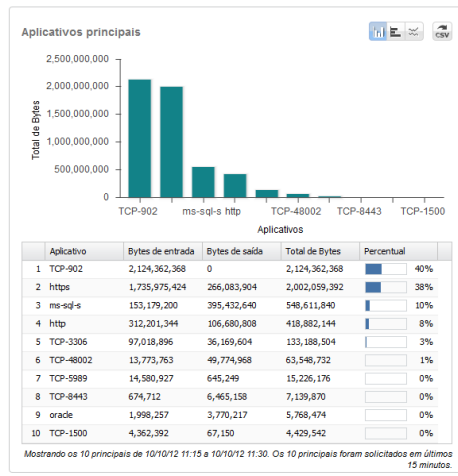 Aplicativos principais
CSV
2,500,000,000
2,000,000,000
1,500,000,000
1,000,000,000
500,000,000
0
Total de Bytes
TCP-902 ms-sql-s http TCP-48002 TCP-8443 TCP-1500
Aplicativos
Aplicativo Bytes de entrada Bytes de saída Total de Bytes Percentual
1 TCP-902 2,124,362,368 0 2,124,362,368 40%
2 https 1,735,975,424 266,083,904 2,002,059,392 38%
3 ms-sql-s 153,179,200 395,432,640 548,611,840 10%
4 http 312,201,344 106,680,808 418,882,144 8%
5 TCP-3306 97,018,896 36,169,604 133,188,504 3%
6 TCP-48002 13,773,763 49,774,968 63,548,732 1%
7 TCP-5989 14,580,927 645,249 15,226,176 0%
8 TCP-8443 674,712 6,465,158 7,139,870 0%
9 oracle 1,998,257 3,770,217 5,768,474 0%
10 TCP-1500 4,362,392 67,150 4,429,542 0%
Mostrando os 10 principais de 10/10/12 11:15 a 10/10/12 11:30. Os 10 principais foram solicitados em últimos
15 minutos.